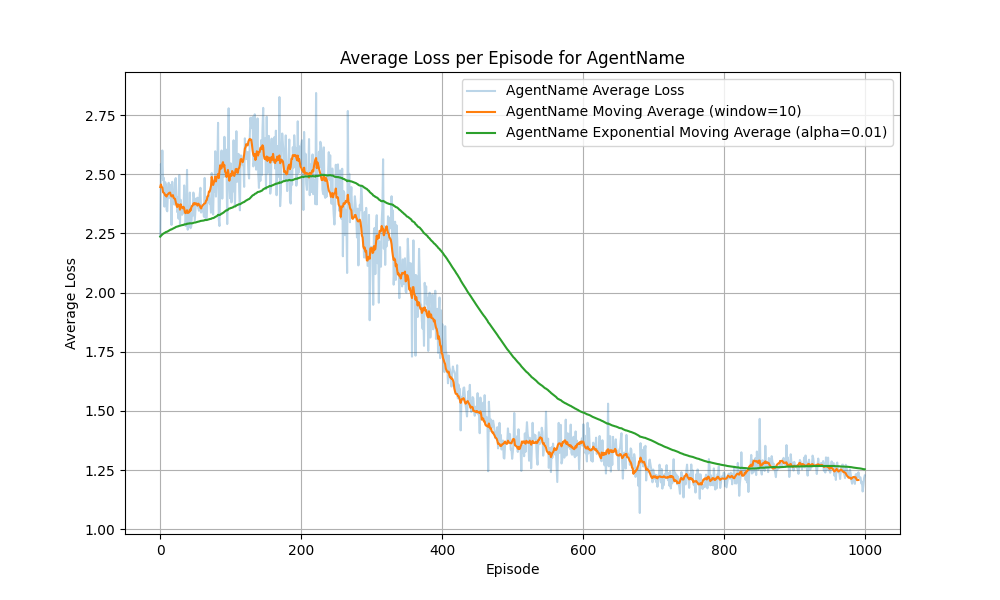 Average Loss per Episode for AgentName
AgentName Average Loss
AgentName Moving Average (window=10)
AgentName Exponential Moving Average (alpha=0.01)
Average Loss
2.75
2.50
2.25
2.00
1.75
1.50
1.25
1.00
0 200 400 600 800 1000
Episode